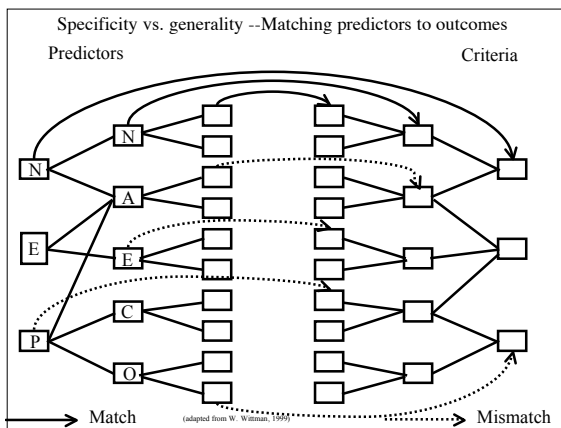 Specificity vs. generality --Matching predictors to outcomes
Predictors Criteria
N
A
N
E
E
C
P
O
Match (adapted from W. Wittman, 1999) Mismatch